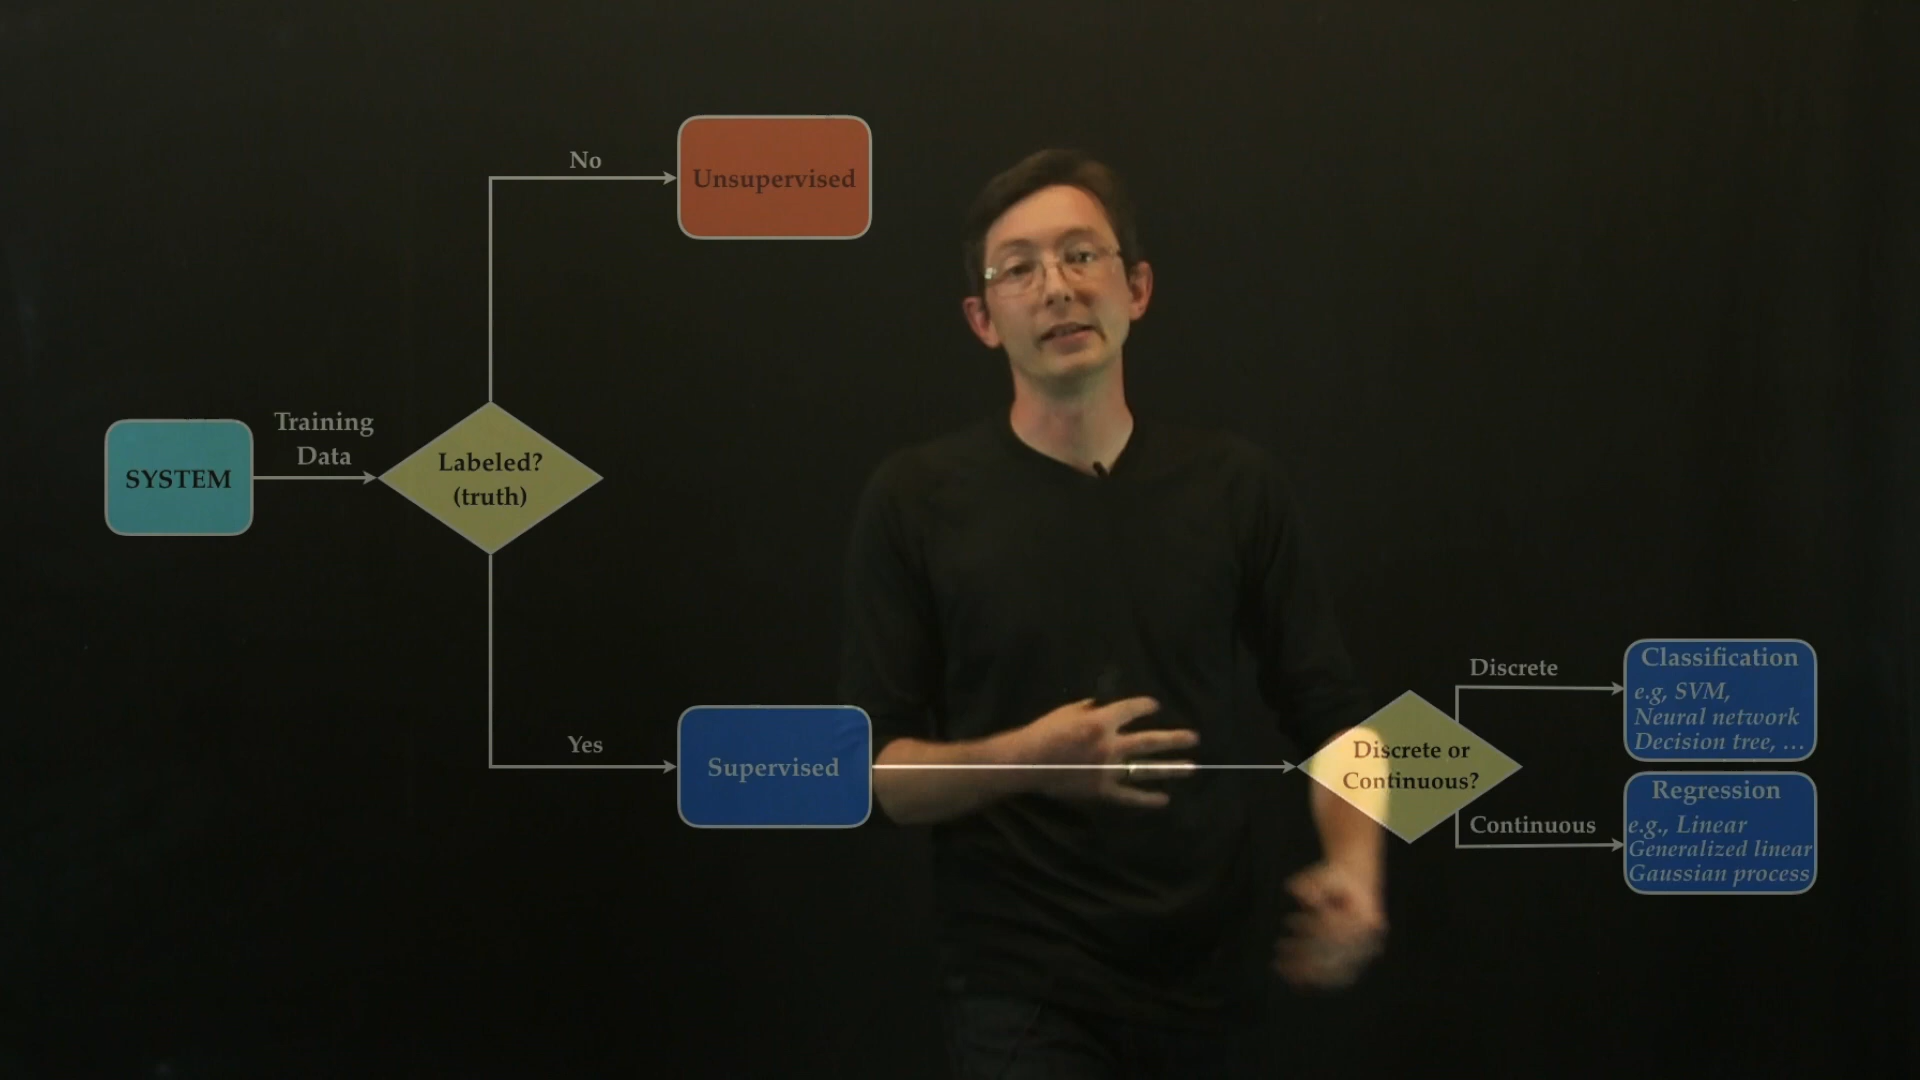 No
Unsupervised
Training
Data
SYSTEM
Labeled?
(truth)
Yes
Supervised
Discrete or
Continuous?
Discrete
Classification
e.g, SVM,
Neural network
Decision tree, ...
Continuous
Regression
e.g., Linear
Generalized linear
Gaussian process